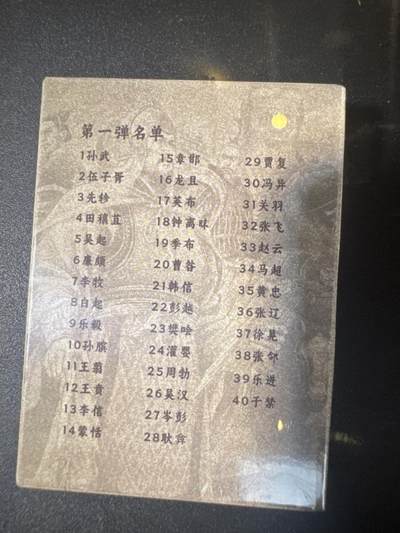 第一弹名单
1孙武
2伍子胥
3先轸
4田穰苴
5吴起
6廉颇
7李牧
8白起
9乐毅
10孙膑
11王翦
12王贲
13李信
14蒙恬
15章邯
16龙且
17英布
18钟离昧
19季布
20曹咎
21韩信
22彭越
23樊哙
24灌婴
25周勃
26吴汉
27岑彭
28耿弇
29贾复
30冯异
31关羽
32张飞
33赵云
34马超
35黄忠
36张辽
37徐晃
38张郃
39乐进
40于禁